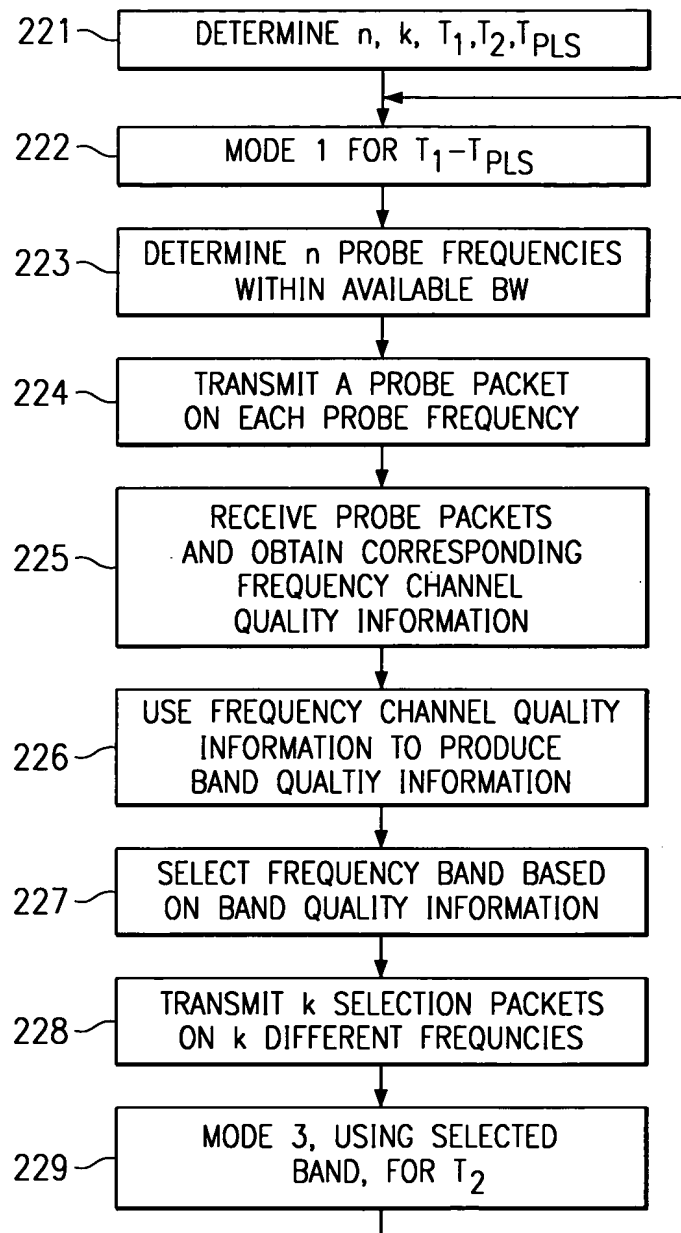 221
DETERMINE n, k, T1,T2,TPLS
222
MODE 1 FOR T1−TPLS
223
DETERMINE n PROBE FREQUENCIES
WITHIN AVAILABLE BW
224
TRANSMIT A PROBE PACKET
ON EACH PROBE FREQUENCY
225
RECEIVE PROBE PACKETS
AND OBTAIN CORRESPONDING
FREQUENCY CHANNEL
QUALITY INFORMATION
226
USE FREQUENCY CHANNEL QUALITY
INFORMATION TO PRODUCE
BAND QUALTIY INFORMATION
227
SELECT FREQUENCY BAND BASED
ON BAND QUALITY INFORMATION
228
TRANSMIT k SELECTION PACKETS
ON k DIFFERENT FREQUNCIES
229
MODE 3, USING SELECTED
BAND, FOR T2